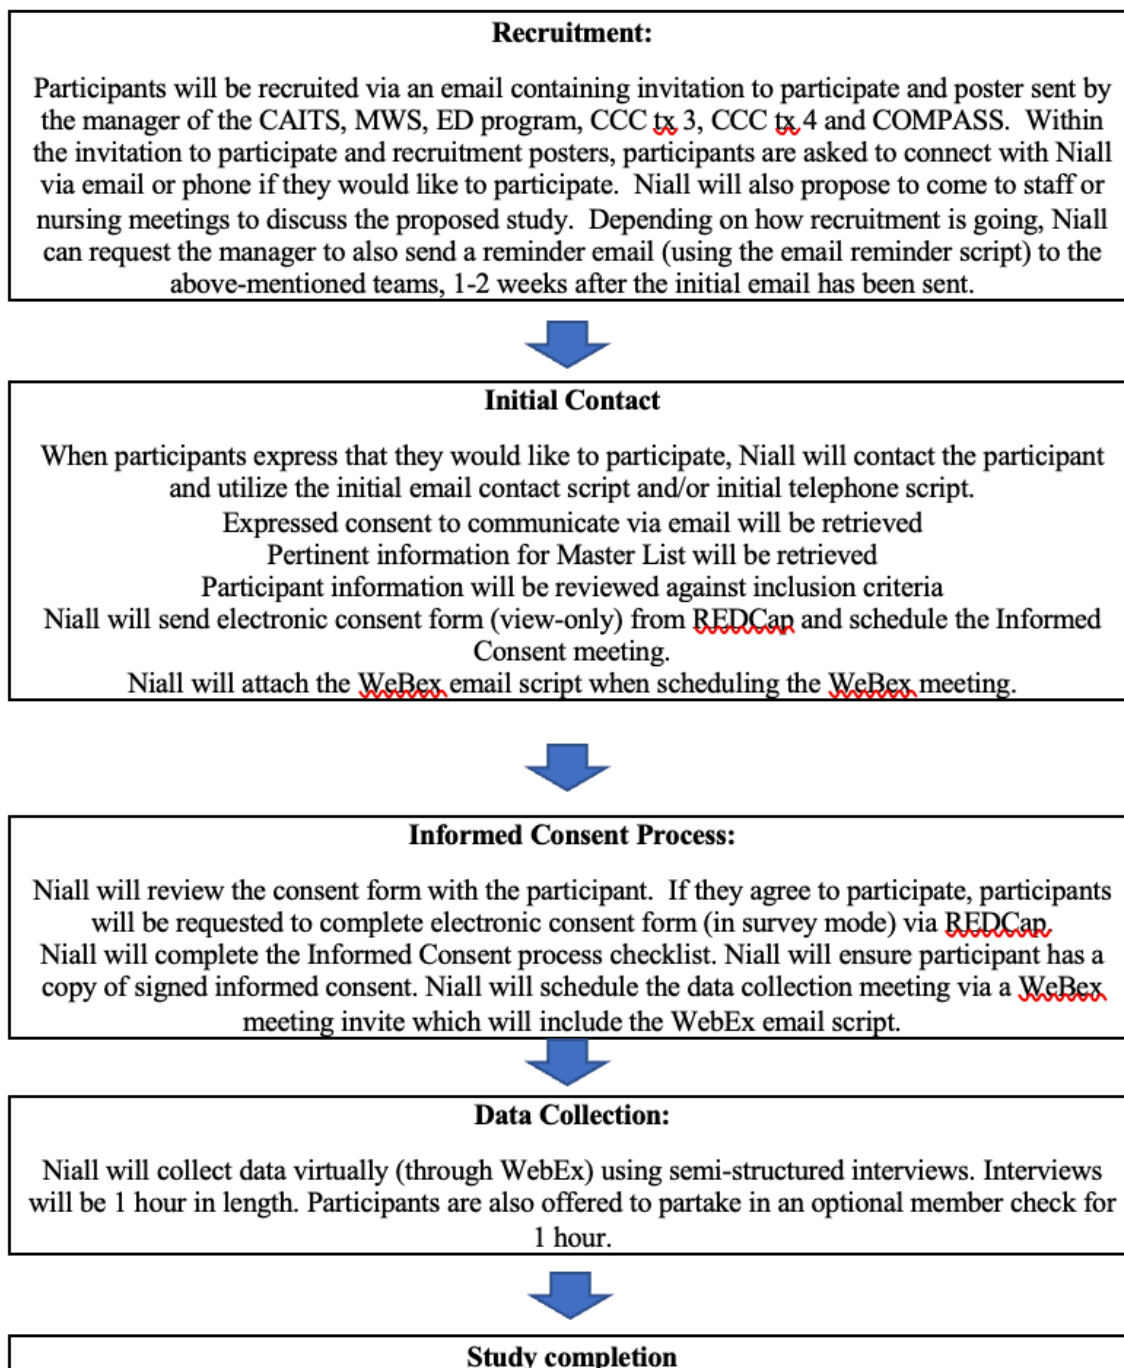 Recruitment:
Participants will be recruited via an email containing invitation to participate and poster sent by
the manager of the CAITS, MWS, ED program, CCC tx 3, CCC tx 4 and COMPASS.  Within
the invitation to participate and recruitment posters, participants are asked to connect with Niall
via email or phone if they would like to participate.  Niall will also propose to come to staff or
nursing meetings to discuss the proposed study.  Depending on how recruitment is going, Niall
can request the manager to also send a reminder email (using the email reminder script) to the
above-mentioned teams, 1-2 weeks after the initial email has been sent.
Initial Contact
When participants express that they would like to participate, Niall will contact the participant
and utilize the initial email contact script and/or initial telephone script.
Expressed consent to communicate via email will be retrieved
Pertinent information for Master List will be retrieved
Participant information will be reviewed against inclusion criteria
Niall will send electronic consent form (view-only) from REDCap and schedule the Informed
Consent meeting.
Niall will attach the WeBex email script when scheduling the WeBex meeting.
Informed Consent Process:
Niall will review the consent form with the participant.  If they agree to participate, participants
will be requested to complete electronic consent form (in survey mode) via REDCap.
Niall will complete the Informed Consent process checklist. Niall will ensure participant has a
copy of signed informed consent. Niall will schedule the data collection meeting via a WeBex
meeting invite which will include the WebEx email script.
Data Collection:
Niall will collect data virtually (through WebEx) using semi-structured interviews. Interviews
will be 1 hour in length. Participants are also offered to partake in an optional member check for
1 hour.
Study completion